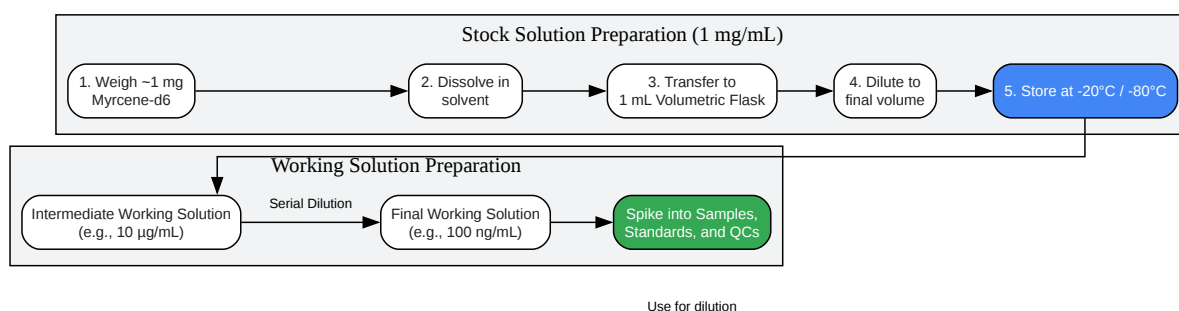 Stock Solution Preparation (1 mg/mL)
1. Weigh ~1 mg
Myrcene-d6
2. Dissolve in
solvent
3. Transfer to
1 mL Volumetric Flask
4. Dilute to
final volume
5. Store at -20°C / -80°C
Working Solution Preparation
Intermediate Working Solution
(e.g., 10 µg/mL)
Serial Dilution
Final Working Solution
(e.g., 100 ng/mL)
Spike into Samples,
Standards, and QCs
Use for dilution